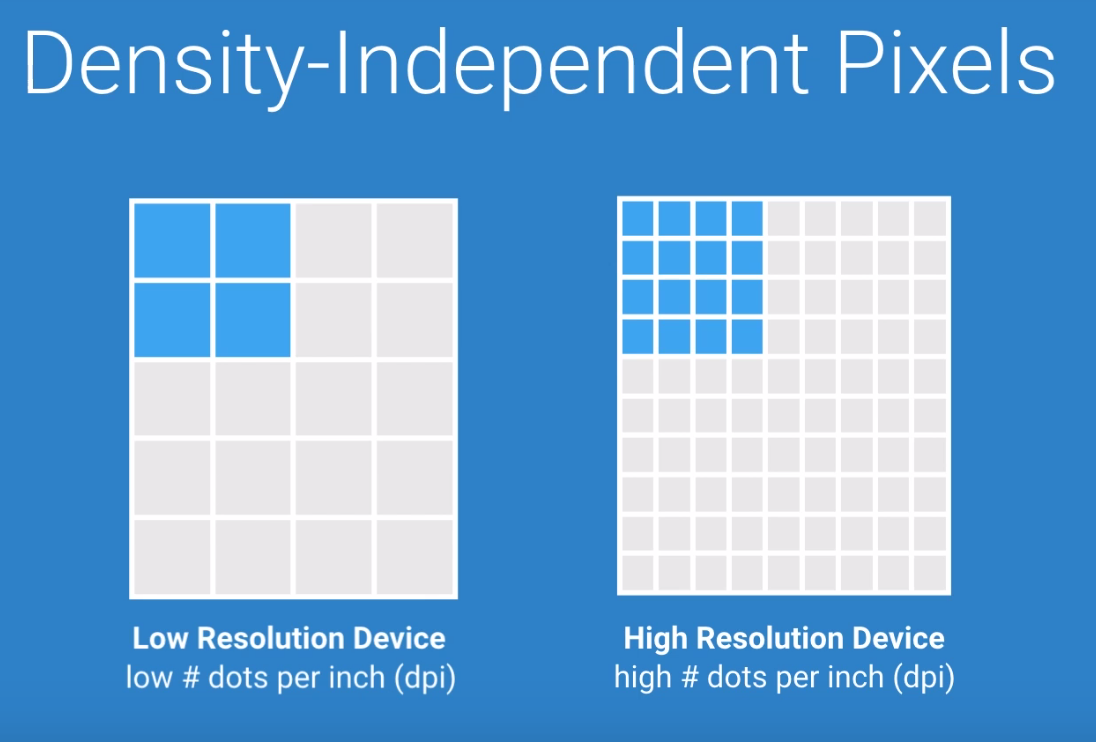 Density-Independent Pixels
Low Resolution Device
low # dots per inch (dpi)
High Resolution Device
high # dots per inch (dpi)